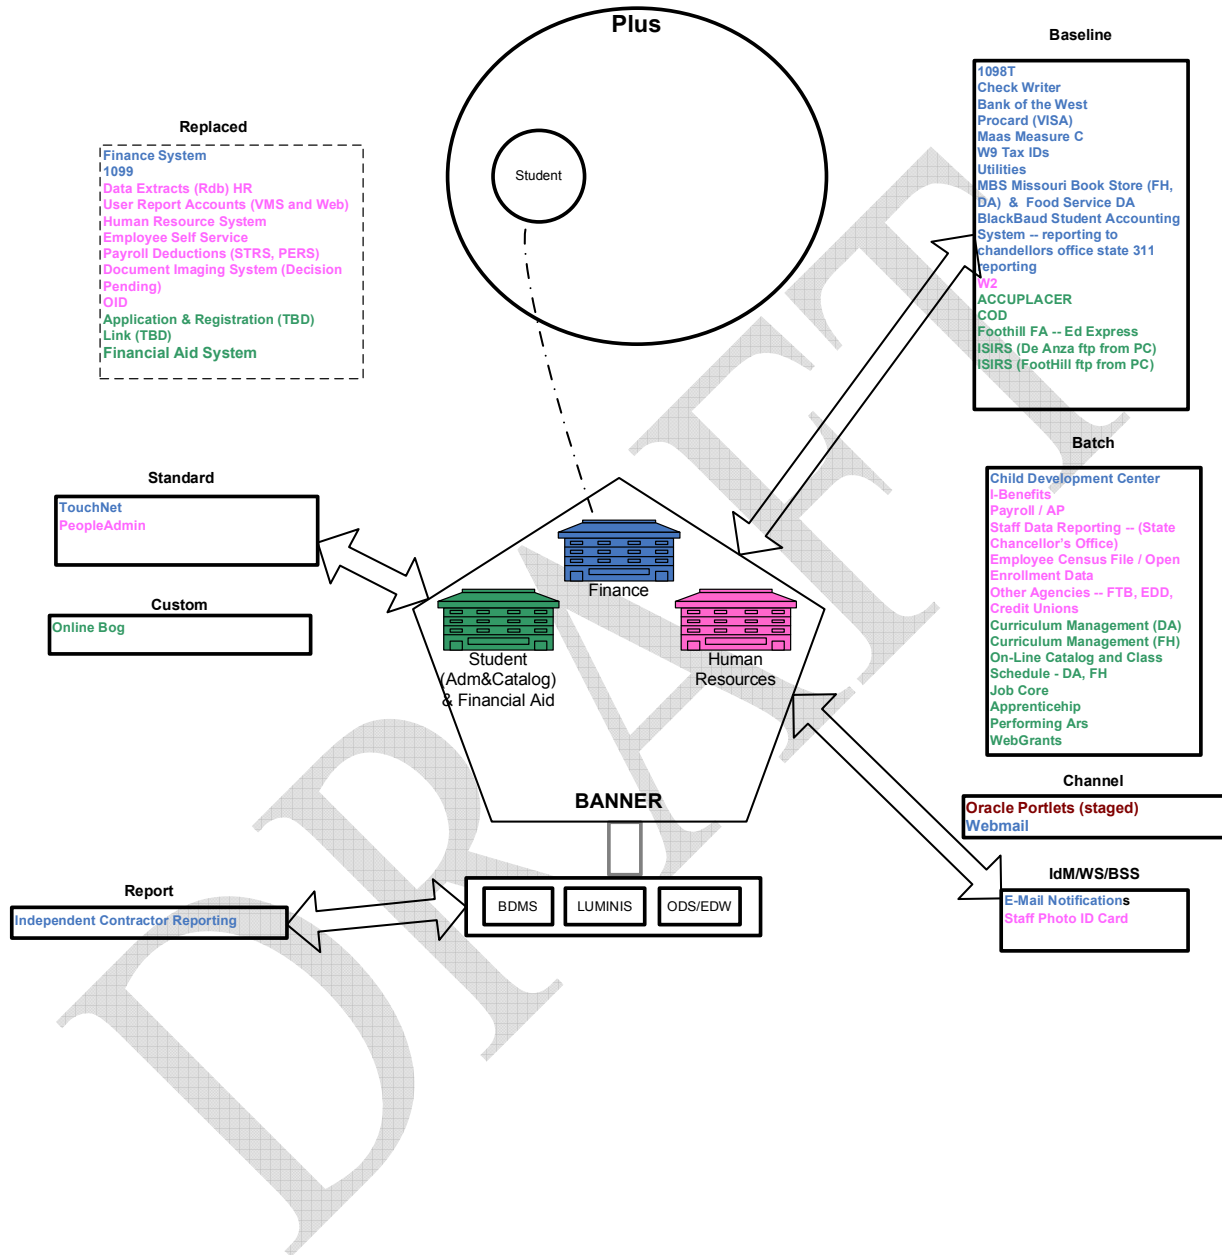 Plus
Student
Baseline
1098T
Check Writer
Bank of the West
Procard (VISA)
Maas Measure C
W9 Tax IDs
Utilities
MBS Missouri Book Store (FH,
DA)  &  Food Service DA
BlackBaud Student Accounting
System -- reporting to
chandellors office state 311
reporting
W2
ACCUPLACER
COD
Foothill FA -- Ed Express
ISIRS (De Anza ftp from PC)
ISIRS (FootHill ftp from PC)
Replaced
Finance System
1099
Data Extracts (Rdb) HR
User Report Accounts (VMS and Web)
Human Resource System
Employee Self Service
Payroll Deductions (STRS, PERS)
Document Imaging System (Decision
Pending)
OID
Application & Registration (TBD)
Link (TBD)
Financial Aid System
Batch
Child Development Center
I-Benefits
Payroll / AP
Staff Data Reporting -- (State
Chancellor's Office)
Employee Census File / Open
Enrollment Data
Other Agencies -- FTB, EDD,
Credit Unions
Curriculum Management (DA)
Curriculum Management (FH)
On-Line Catalog and Class
Schedule - DA, FH
Job Core
Apprenticehip
Performing Ars
WebGrants
Standard
TouchNet
PeopleAdmin
Custom
Online Bog
Finance
Student
(Adm&Catalog)
& Financial Aid
Human
Resources
BANNER
Channel
Oracle Portlets (staged)
Webmail
IdM/WS/BSS
E-Mail Notifications
Staff Photo ID Card
Report
Independent Contractor Reporting
BDMS
LUMINIS
ODS/EDW
DRAFT